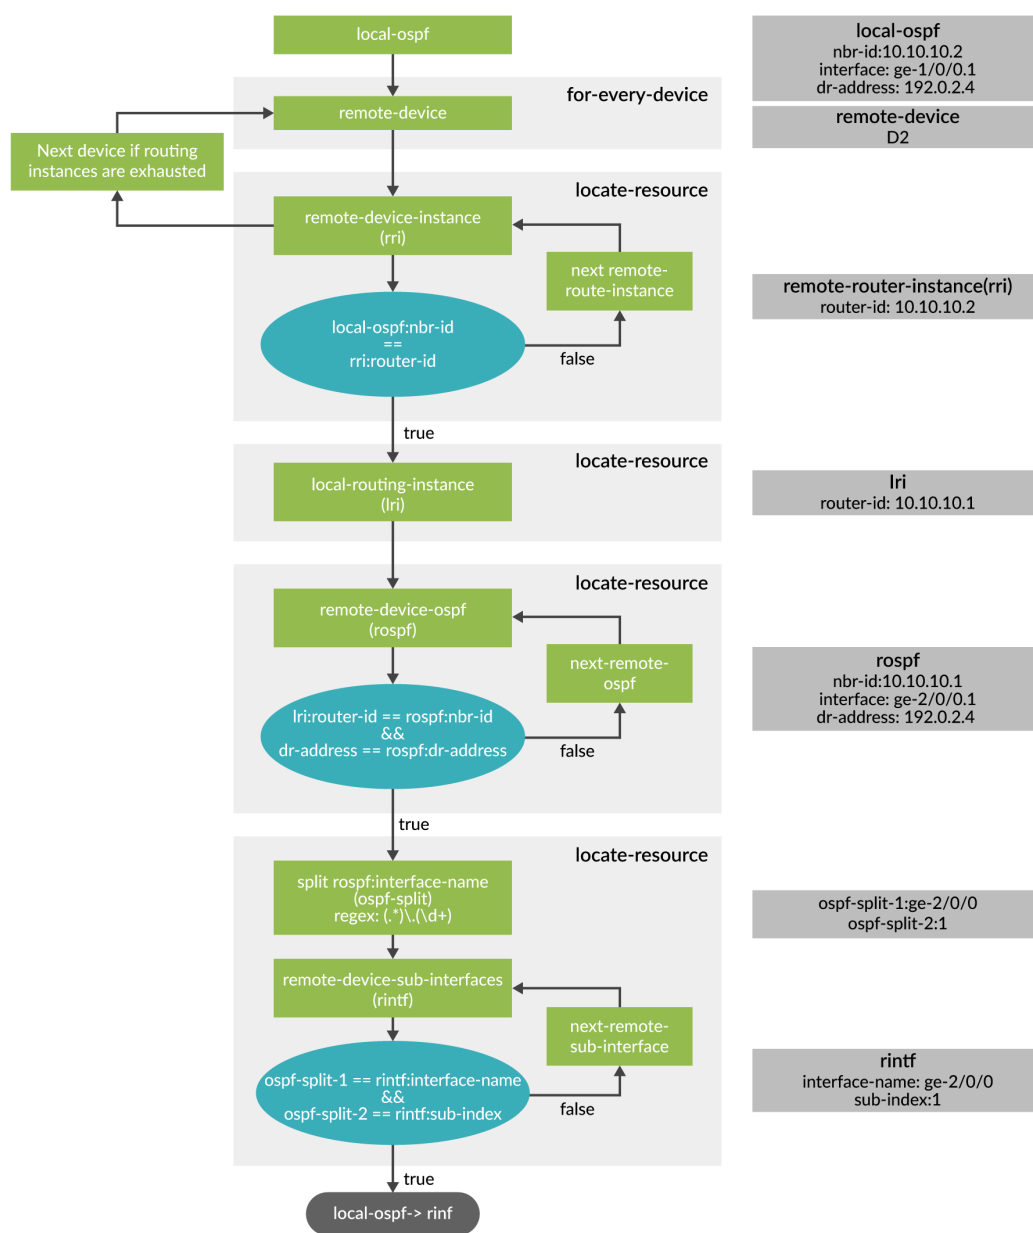 local-ospf
for-every-device
remote-device
Next device if routing
instances are exhausted
locate-resource
remote-device-instance
(rri)
next remote-
route-instance
local-ospf:nbr-id
==
rri:router-id
false
true
locate-resource
local-routing-instance
(lri)
locate-resource
remote-device-ospf
(rospf)
next-remote-
ospf
lri:router-id == rospf:nbr-id
&&
dr-address == rospf:dr-address
false
true
locate-resource
split rospf:interface-name
(ospf-split)
regex: (.*)\.(\d+)
remote-device-sub-interfaces
(rintf)
next-remote-
sub-interface
ospf-split-1 == rintf:interface-name
&&
ospf-split-2 == rintf:sub-index
false
true
local-ospf-> rinf
local-ospf
nbr-id:10.10.10.2
interface: ge-1/0/0.1
dr-address: 192.0.2.4
remote-device
D2
remote-router-instance(rri)
router-id: 10.10.10.2
lri
router-id: 10.10.10.1
rospf
nbr-id:10.10.10.1
interface: ge-2/0/0.1
dr-address: 192.0.2.4
ospf-split-1:ge-2/0/0
ospf-split-2:1
rintf
interface-name: ge-2/0/0
sub-index:1